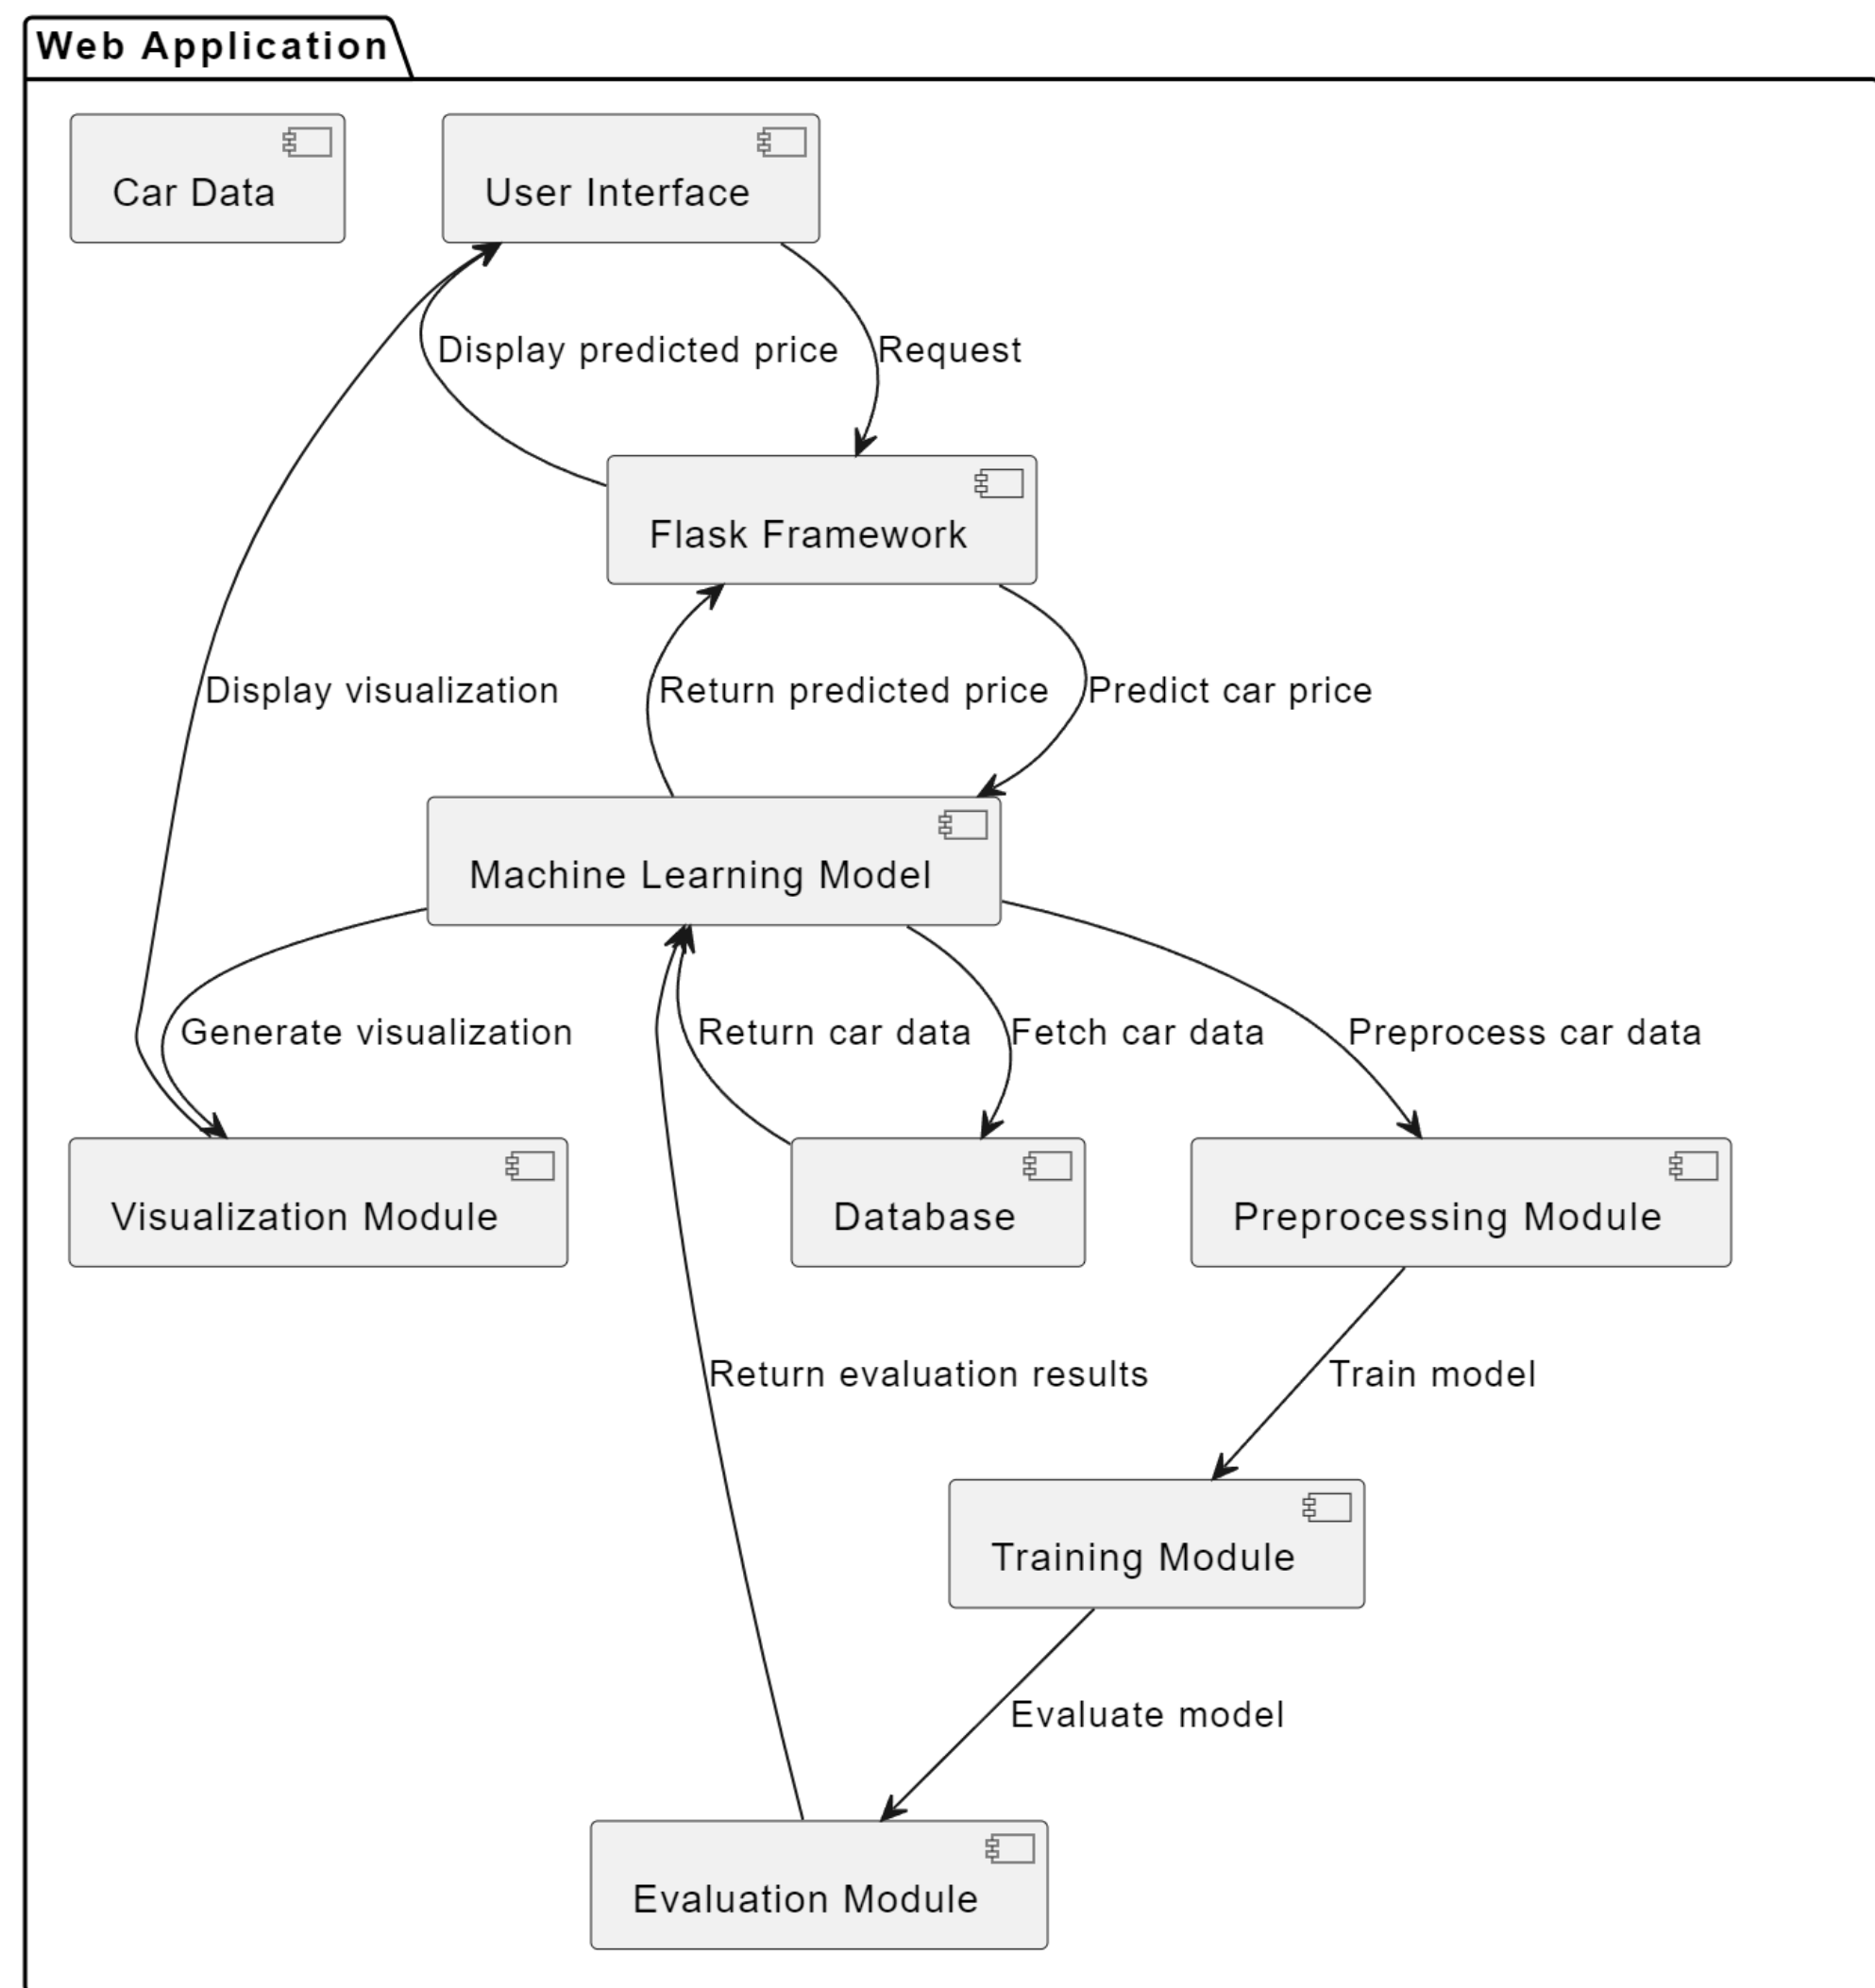 Web Application
Car Data
User Interface
Display predicted price
Request
Flask Framework
Display visualization
Return predicted price
Predict car price
Machine Learning Model
Generate visualization
Return car data
Fetch car data
Preprocess car data
Visualization Module
Database
Preprocessing Module
Return evaluation results
Train model
Training Module
Evaluate model
Evaluation Module